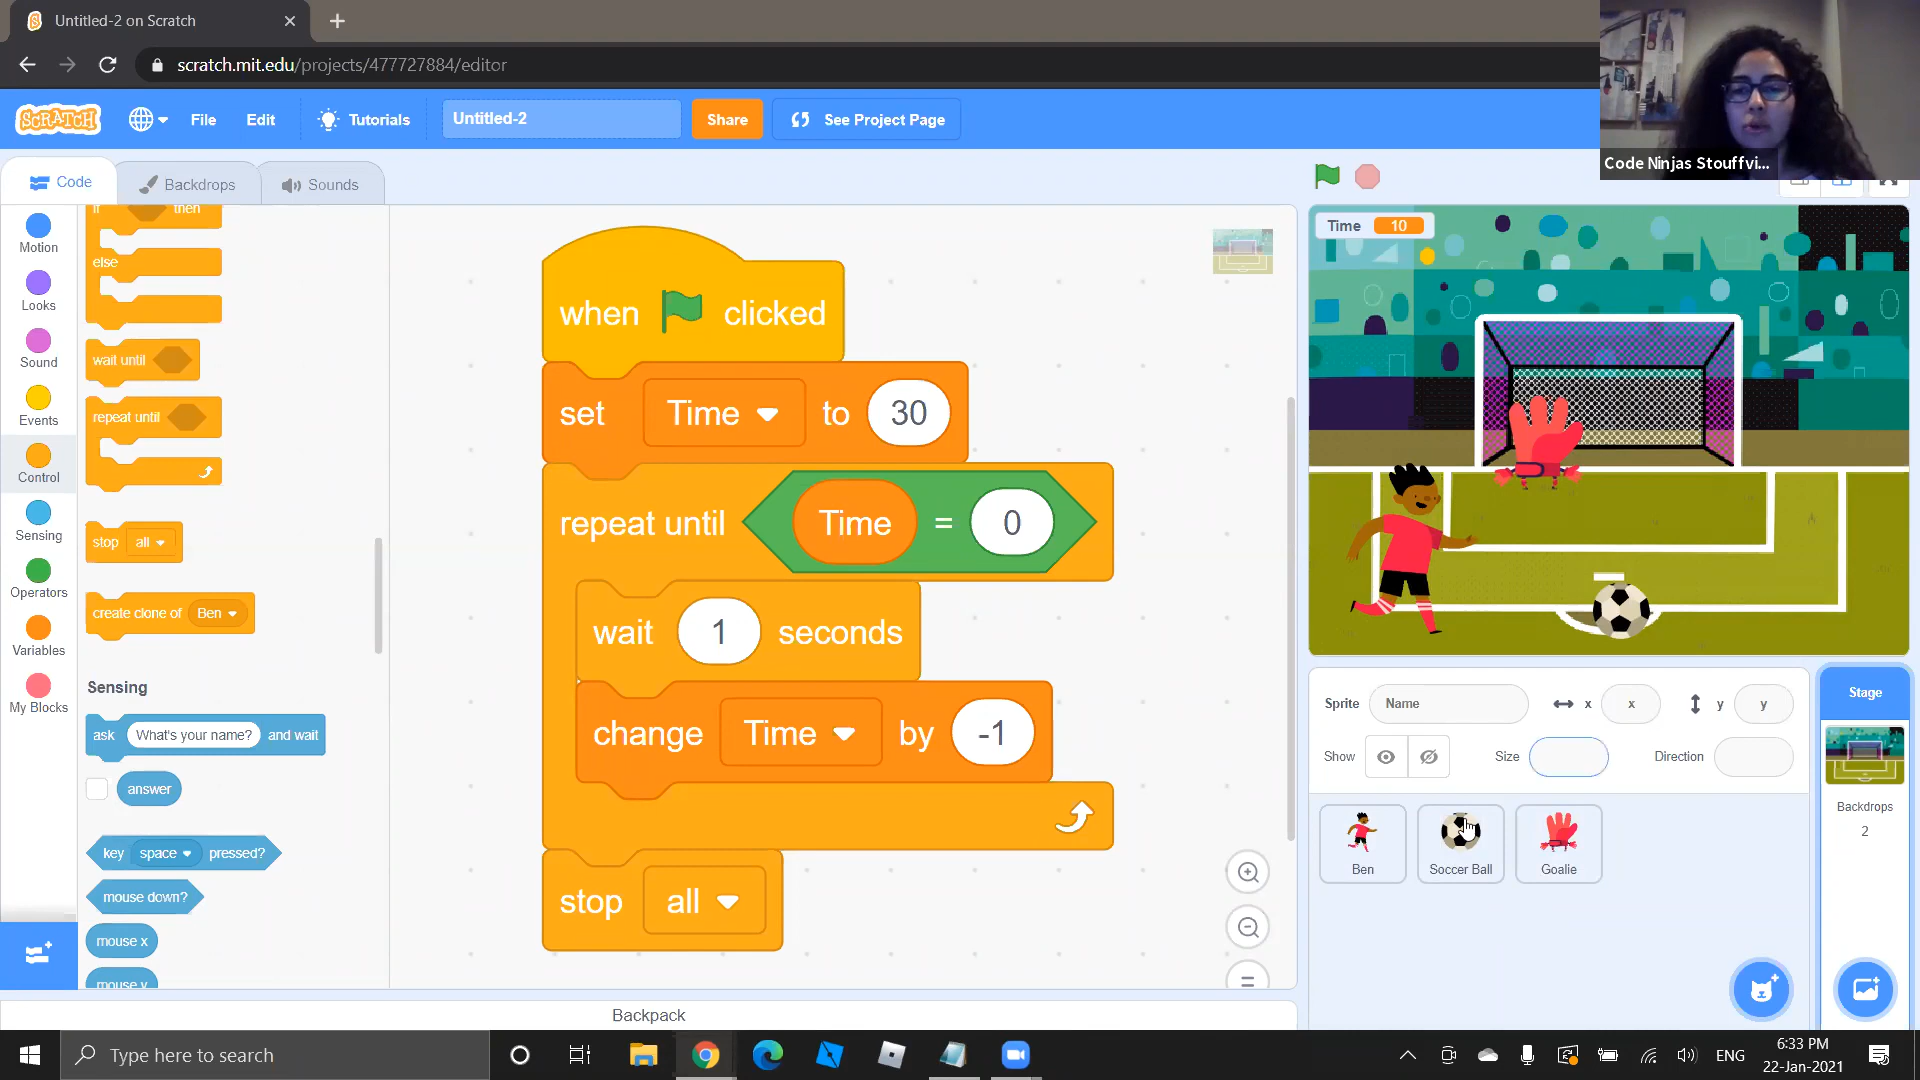 Untitled-2 on Scratch
scratch.mit.edu/projects/477727884/editor
SCRATCH
File
Edit
Tutorials
Untitled-2
Share
See Project Page
Code Ninjas Stouffvi...
Code
Backdrops
Sounds
Motion
Looks
Sound
Events
Control
Sensing
Operators
Variables
My Blocks
if then
else
wait until
repeat until
stop all
create clone of Ben
Sensing
ask What's your name? and wait
answer
key space pressed?
mouse down?
mouse x
mouse y
when clicked
set Time to 30
repeat until Time = 0
wait 1 seconds
change Time by -1
stop all
Time 10
Sprite Name x x y y
Show Size Direction
Ben
Soccer Ball
Goalie
Stage
Backdrops
2
Backpack
Type here to search
ENG
6:33 PM
22-Jan-2021